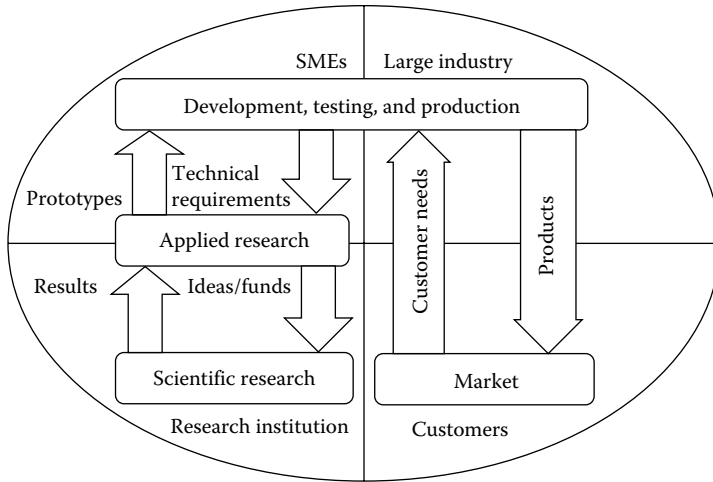 SMEs
Large industry
Development, testing, and production
Prototypes
Technical
requirements
Customer needs
Products
Applied research
Results
Ideas/funds
Scientific research
Market
Research institution
Customers